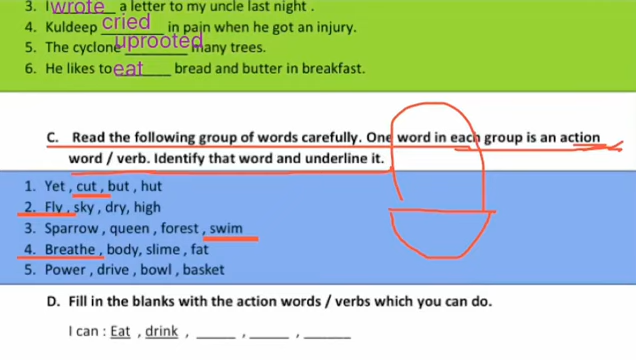 3. I wrote a letter to my uncle last night .
4. Kuldeep cried in pain when he got an injury.
5. The cyclone uprooted many trees.
6. He likes to eat bread and butter in breakfast.
C. Read the following group of words carefully. One word in each group is an action
word / verb. Identify that word and underline it.
1. Yet , cut , but , hut
2. Fly , sky , dry, high
3. Sparrow , queen , forest , swim
4. Breathe , body, slime , fat
5. Power , drive , bowl , basket
D. Fill in the blanks with the action words / verbs which you can do.
I can : Eat , drink , _____ , _____ , ______